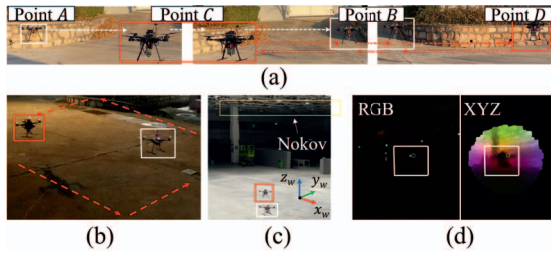 Point A
Point C
Point B
Point D
(a)
Nokov
z_w
y_w
x_w
RGB
XYZ
(b)
(c)
(d)